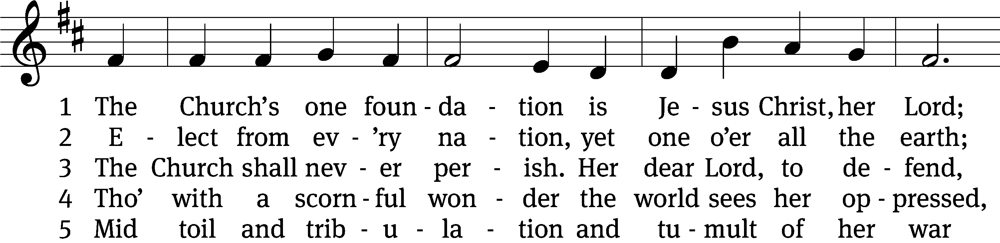 1 The Church’s one foun - da - tion is Je - sus Christ, her Lord;
2 E - lect from ev - ’ry na - tion, yet one o’er all the earth;
3 The Church shall nev - er per - ish. Her dear Lord, to de - fend,
4 Tho’ with a scorn - ful won - der the world sees her op - pressed,
5 Mid toil and trib - u - la - tion and tu - mult of her war